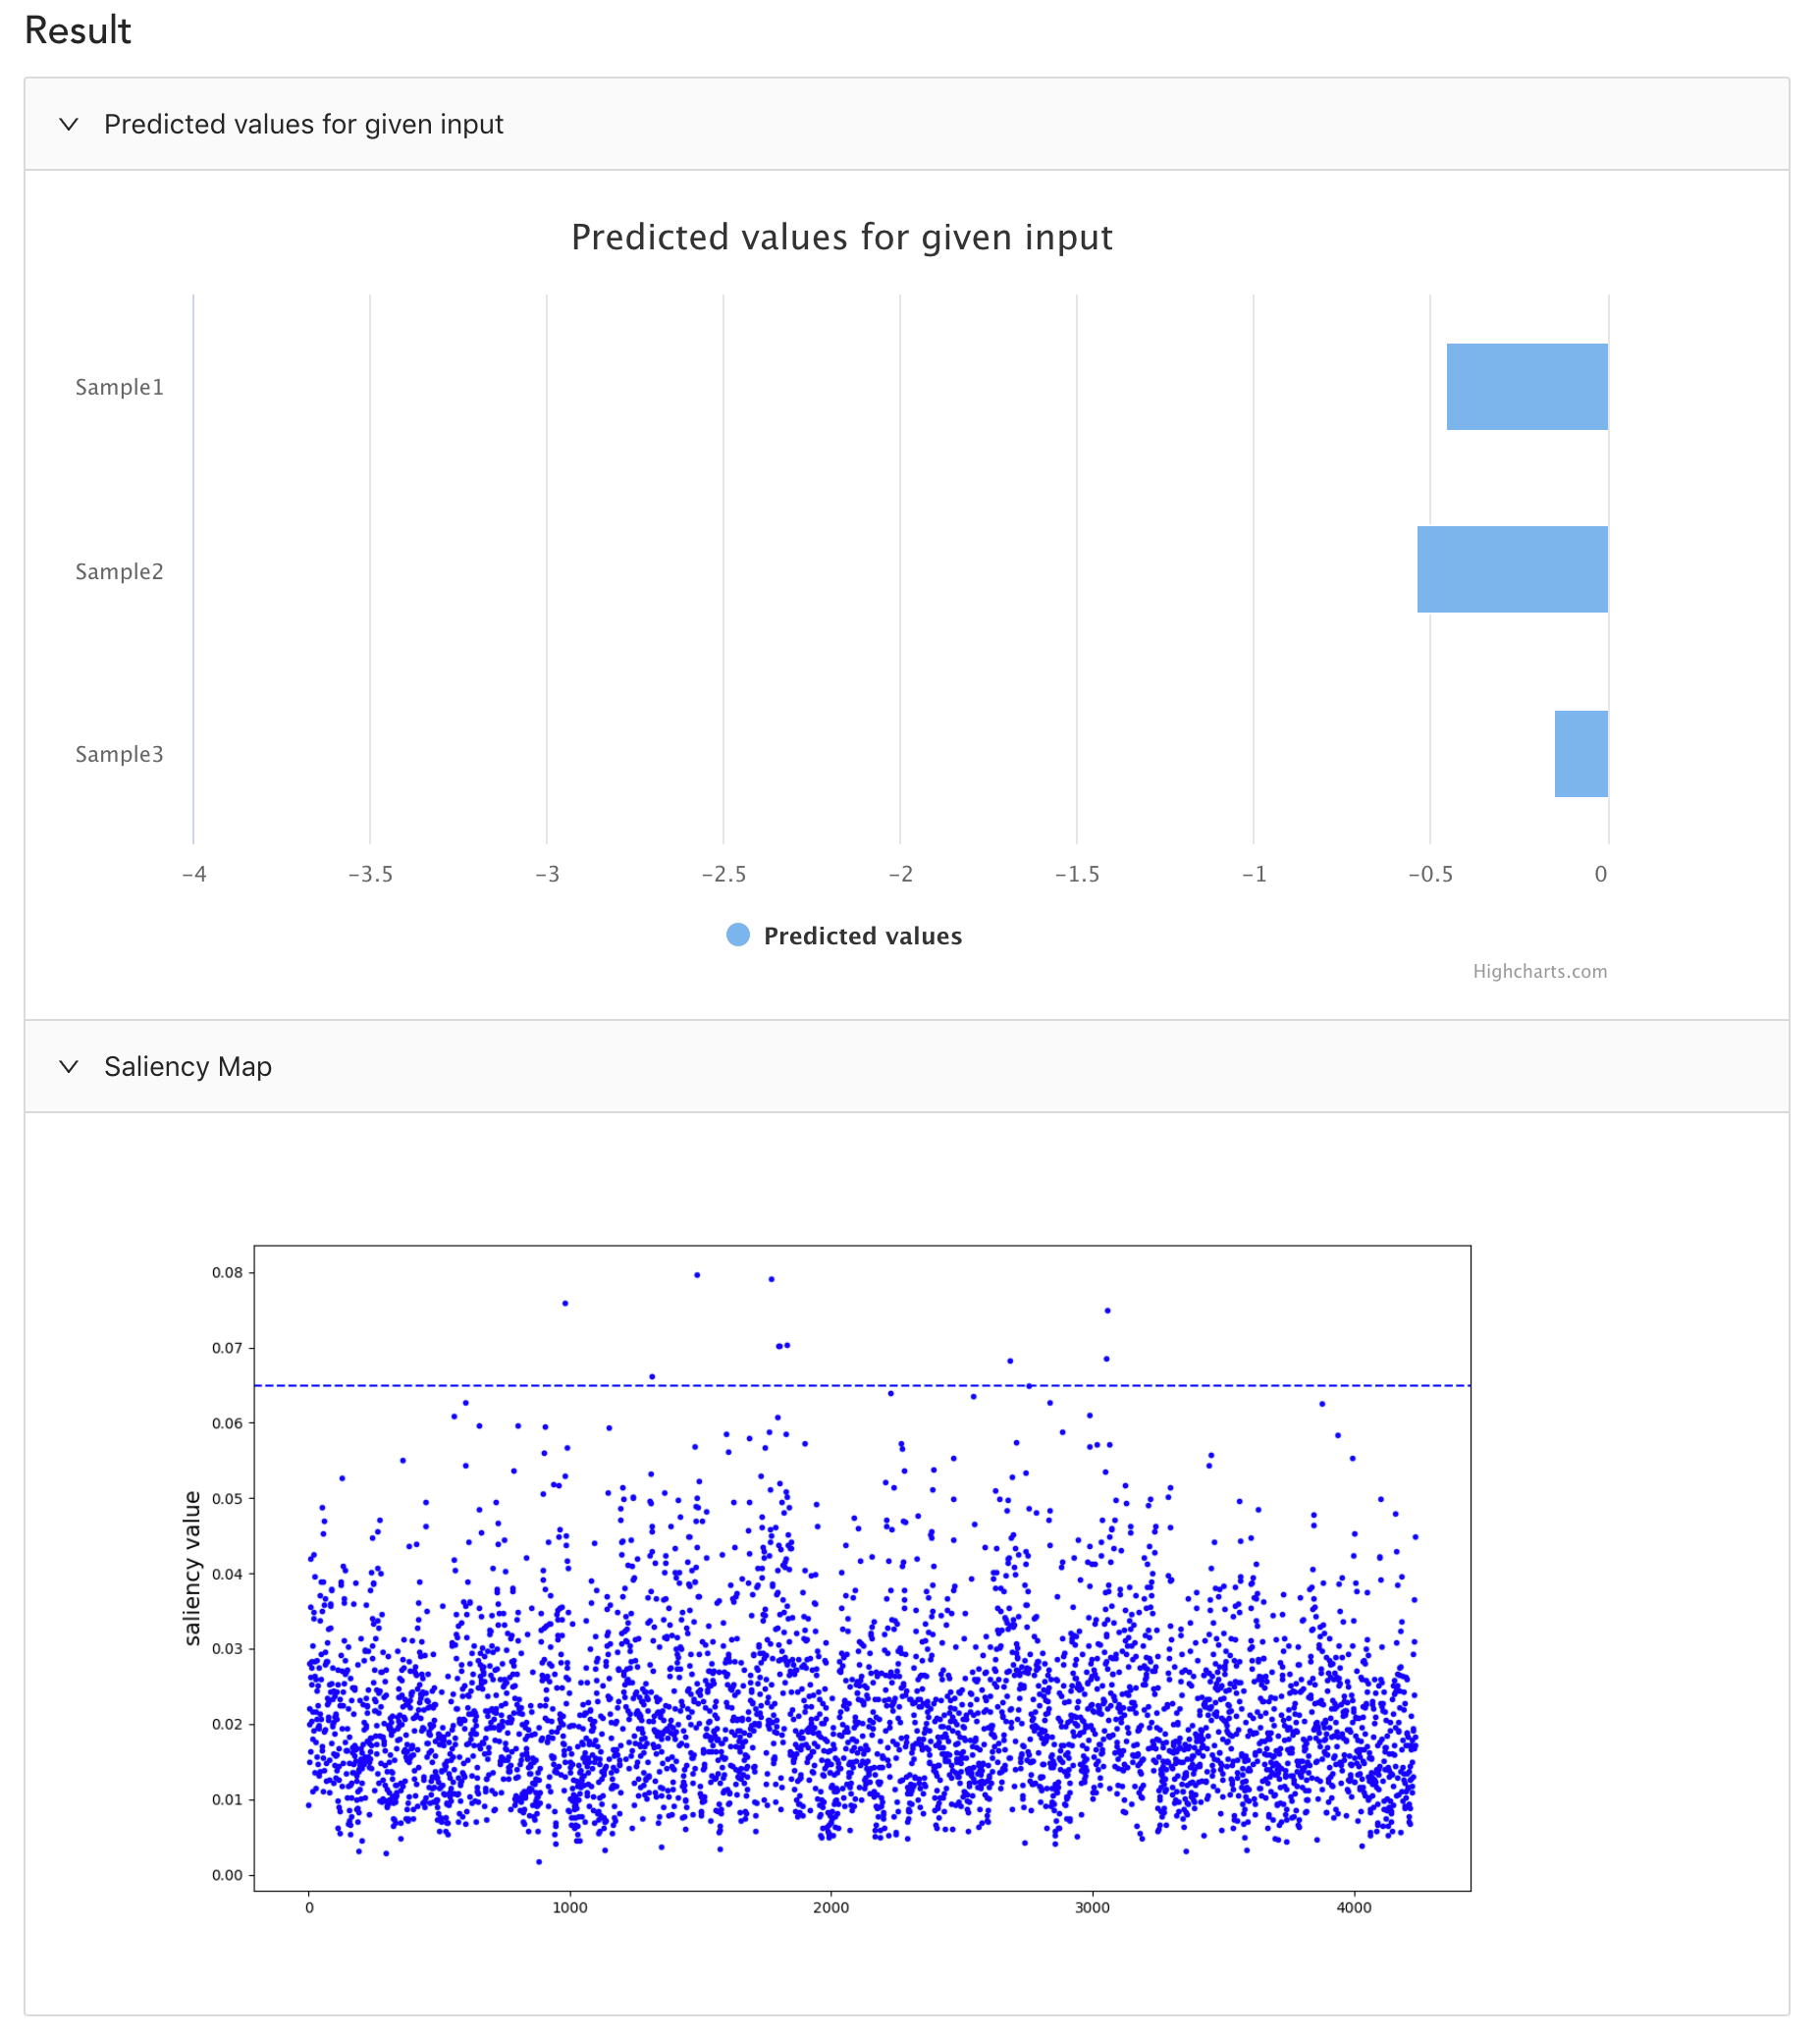 Result
Predicted values for given input
Predicted values for given input
Sample1
Sample2
Sample3
−4 −3.5 −3 −2.5 −2 −1.5 −1 −0.5 0
Predicted values
Highcharts.com
Saliency Map
0.08
0.07
0.06
0.05
0.04
0.03
0.02
0.01
0.00
saliency value
0 1000 2000 3000 4000